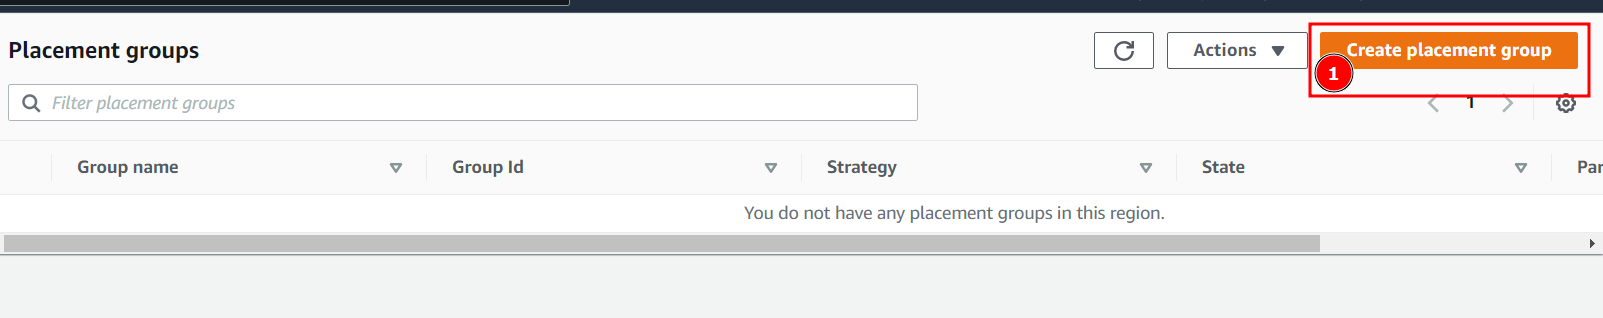 Placement groups
Actions
Create placement group
1
Filter placement groups
1
Group name
Group Id
Strategy
State
Par
You do not have any placement groups in this region.